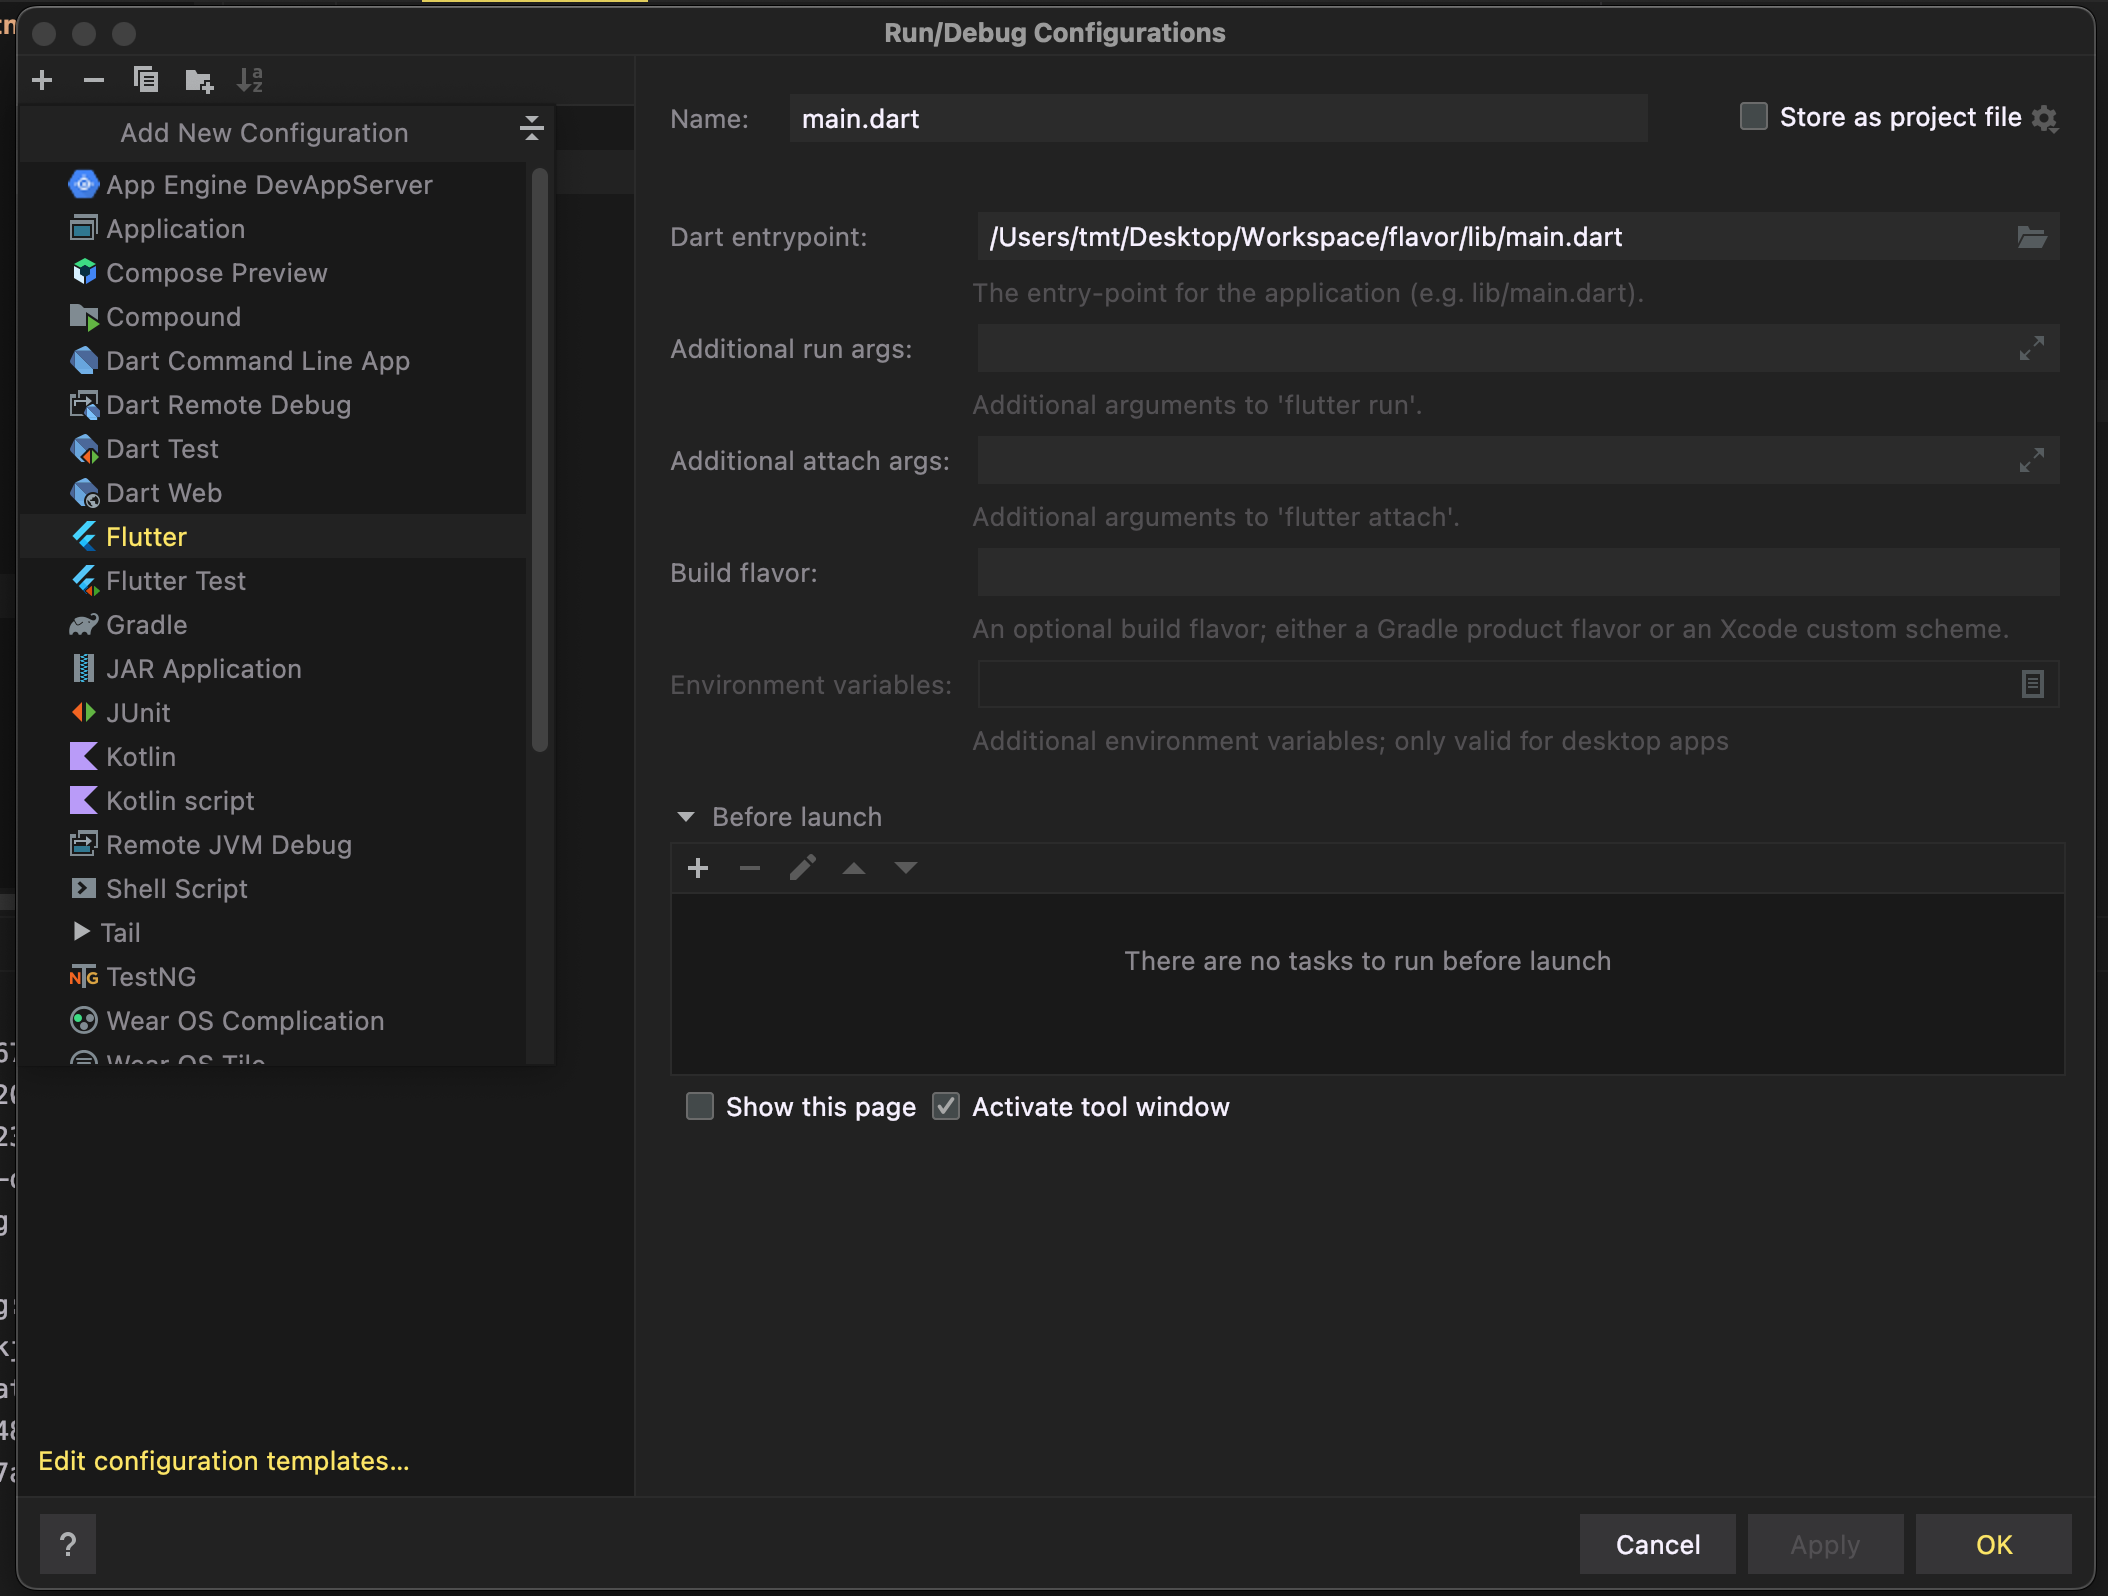 Run/Debug Configurations
Add New Configuration
App Engine DevAppServer
Application
Compose Preview
Compound
Dart Command Line App
Dart Remote Debug
Dart Test
Dart Web
Flutter
Flutter Test
Gradle
JAR Application
JUnit
Kotlin
Kotlin script
Remote JVM Debug
Shell Script
Tail
TestNG
Wear OS Complication
Wear OS Tile
Edit configuration templates...
Name: main.dart
Store as project file
Dart entrypoint: /Users/tmt/Desktop/Workspace/flavor/lib/main.dart
The entry-point for the application (e.g. lib/main.dart).
Additional run args:
Additional arguments to 'flutter run'.
Additional attach args:
Additional arguments to 'flutter attach'.
Build flavor:
An optional build flavor; either a Gradle product flavor or an Xcode custom scheme.
Environment variables:
Additional environment variables; only valid for desktop apps
Before launch
There are no tasks to run before launch
Show this page
Activate tool window
?
Cancel
Apply
OK